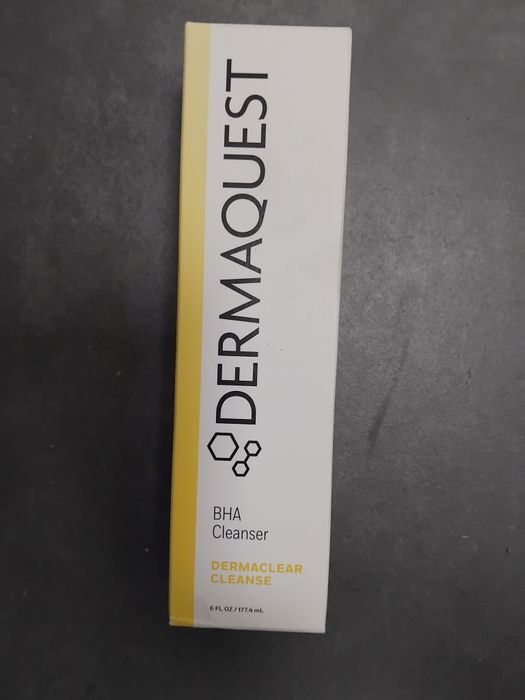 DERMAQUEST
BHA
Cleanser
DERMACLEAR
CLEANSE
6 FL OZ / 177.4 mL